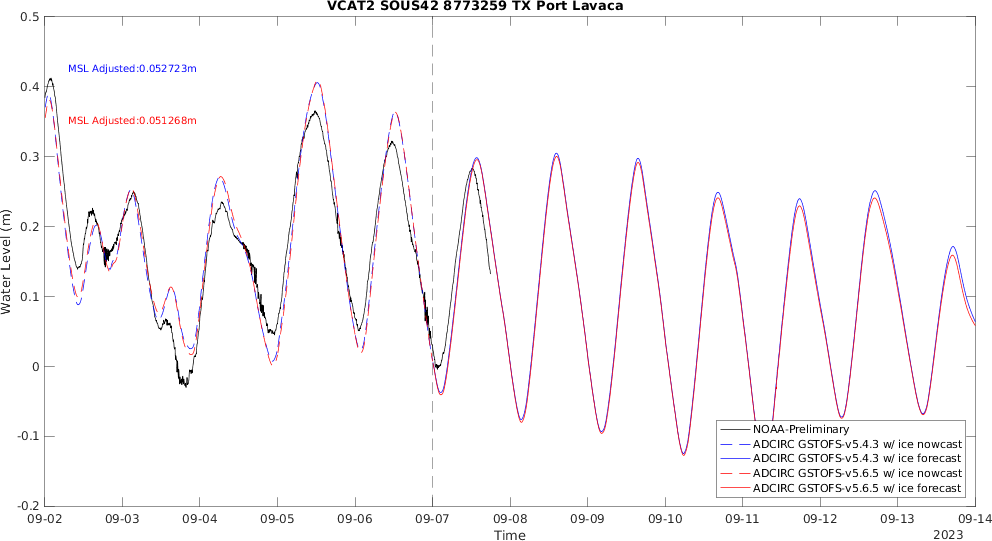 VCAT2 SOUS42 8773259 TX Port Lavaca
0.5
MSL Adjusted:0.052723m
0.4
MSL Adjusted:0.051268m
0.3
0.2
Water Level (m)
0.1
0
-0.1
-0.2
NOAA-Preliminary
ADCIRC GSTOFS-v5.4.3 w/ ice nowcast
ADCIRC GSTOFS-v5.4.3 w/ ice forecast
ADCIRC GSTOFS-v5.6.5 w/ ice nowcast
ADCIRC GSTOFS-v5.6.5 w/ ice forecast
09-02 09-03 09-04 09-05 09-06 09-07 09-08 09-09 09-10 09-11 09-12 09-13 09-14
Time
2023